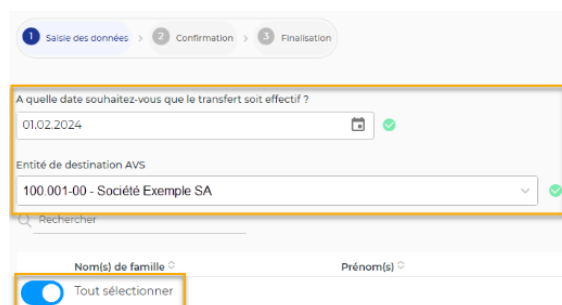 1 Saisie des données > 2 Confirmation > 3 Finalisation
A quelle date souhaitez-vous que le transfert soit effectif ?
01.02.2024
Entité de destination AVS
100.001-00 - Société Exemple SA
Rechercher
Nom(s) de famille Prénom(s)
Tout sélectionner